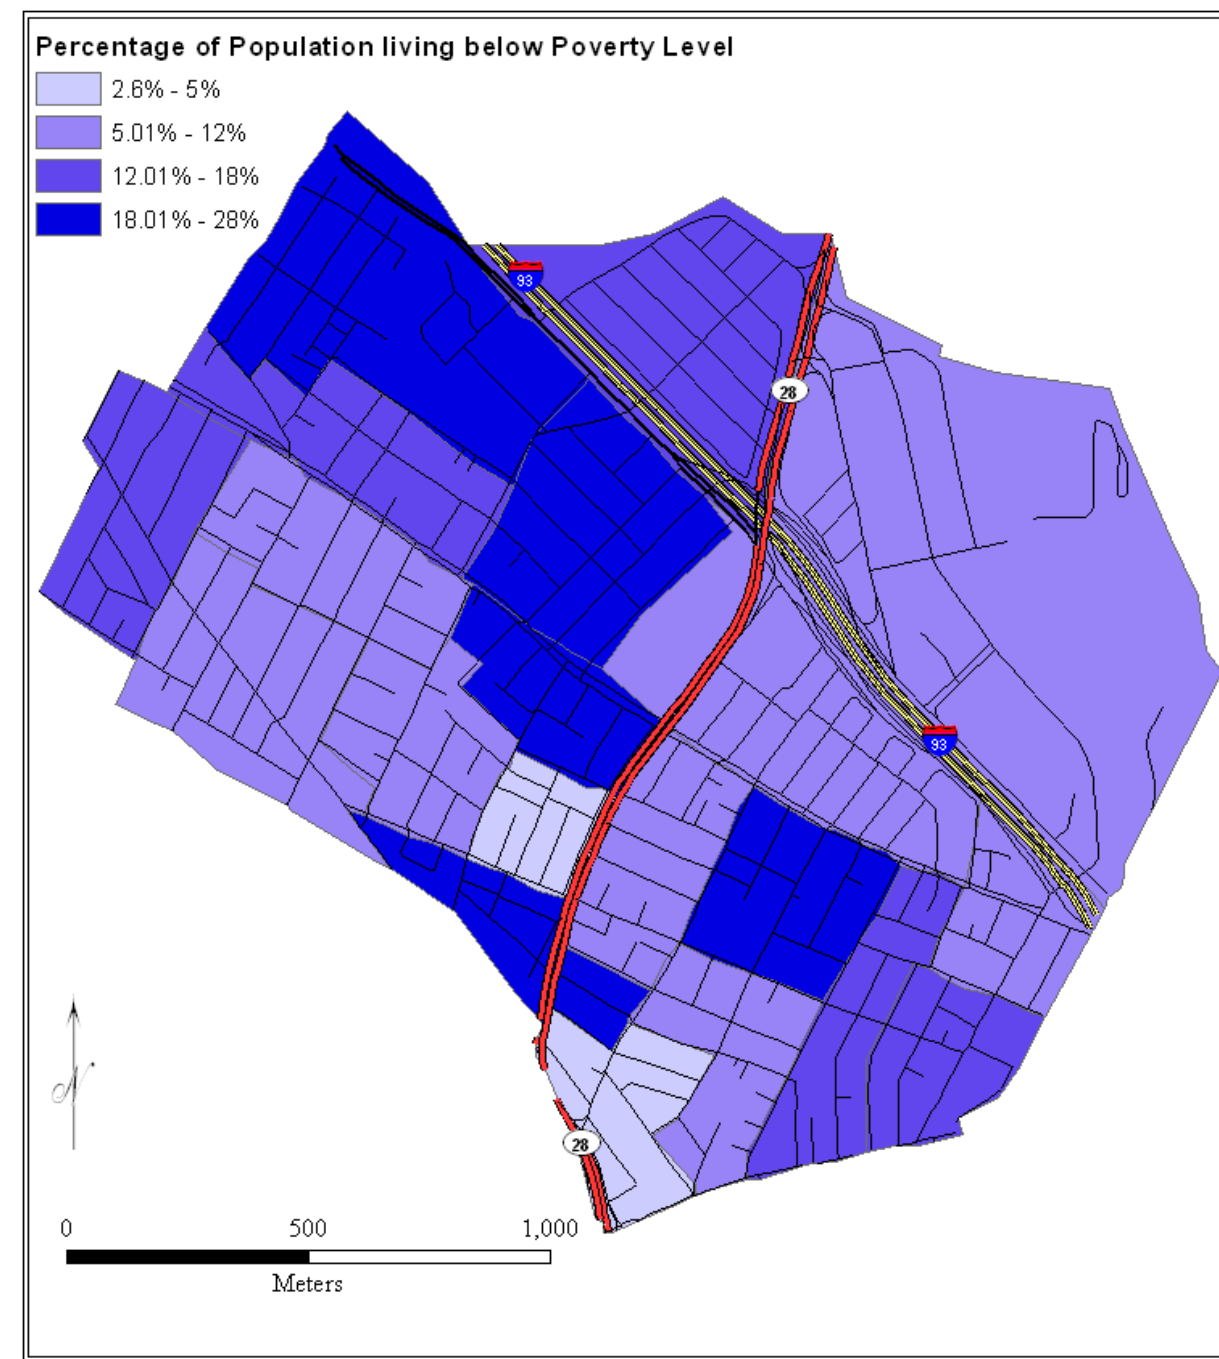 Percentage of Population living below Poverty Level
2.6% - 5%
5.01% - 12%
12.01% - 18%
18.01% - 28%
93
28
93
N
28
0 500 1,000
Meters